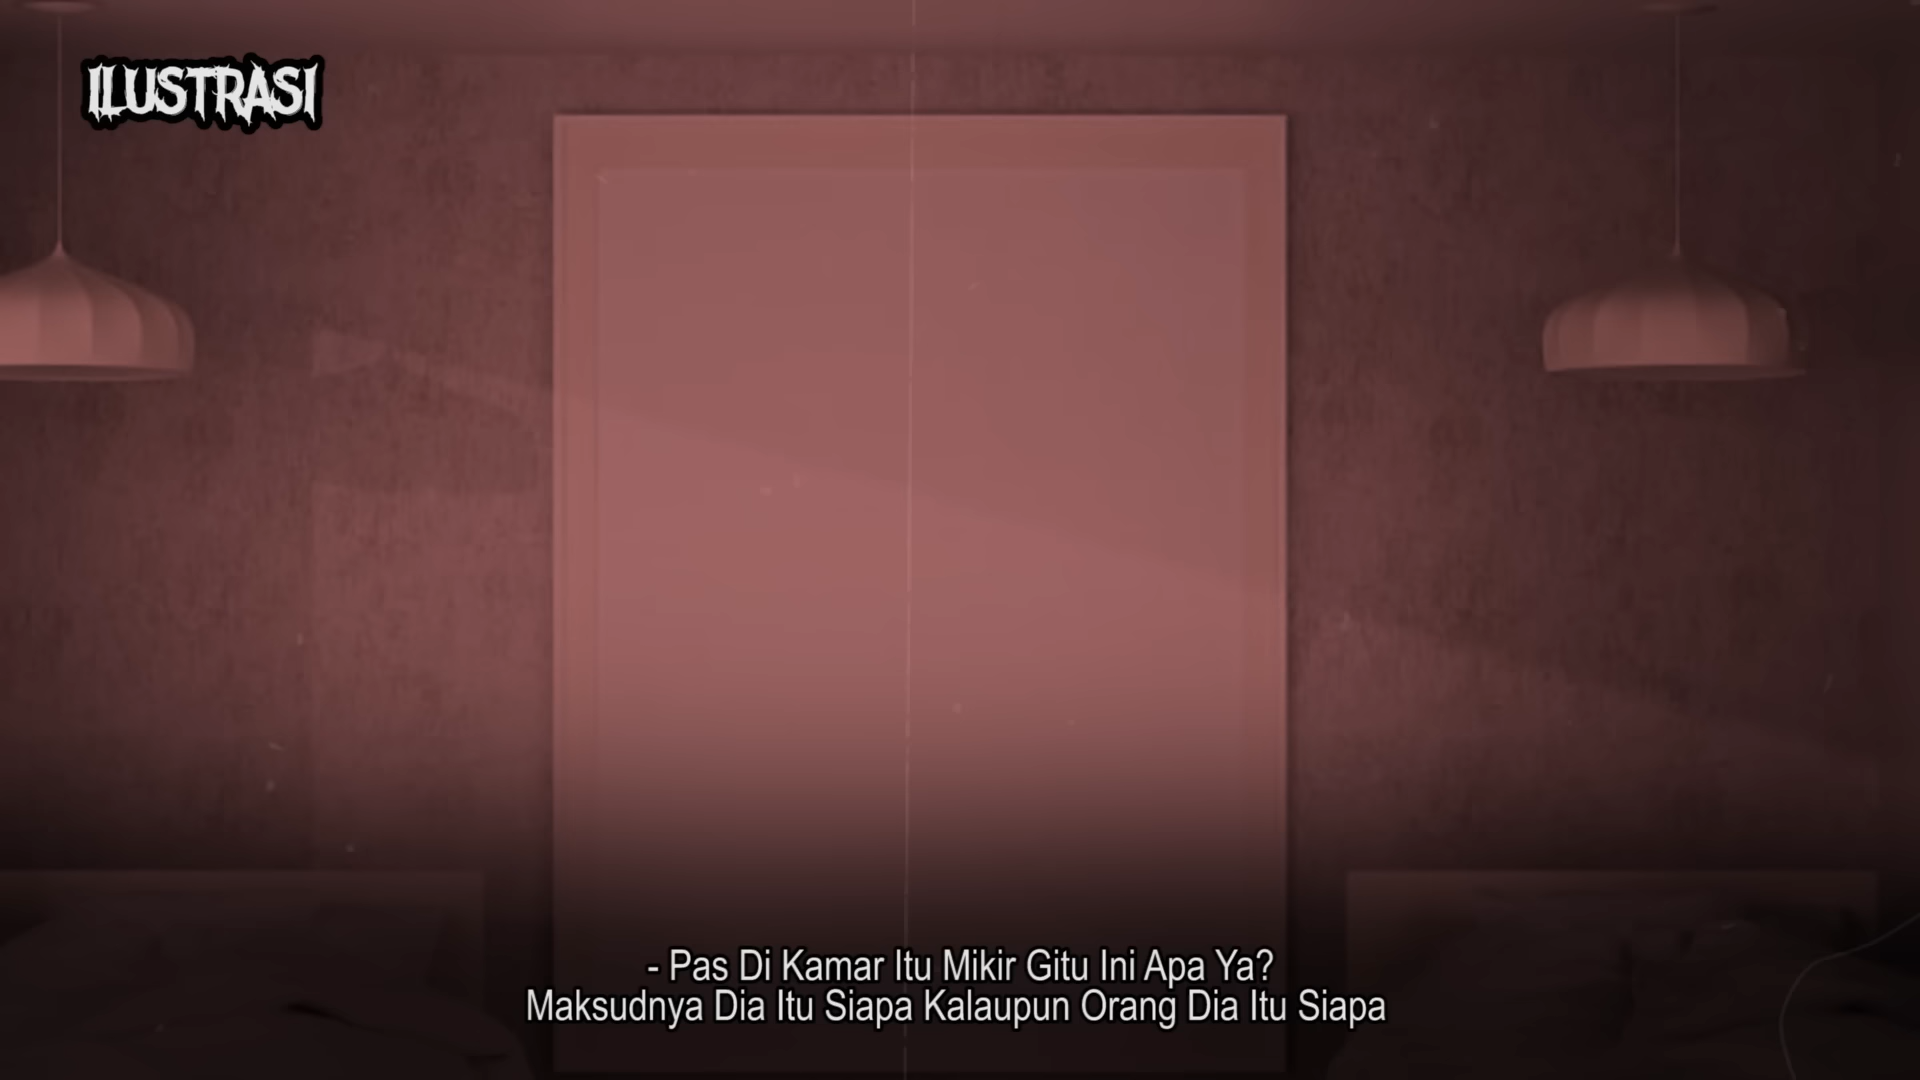 ILUSTRASI
- Pas Di Kamar Itu Mikir Gitu Ini Apa Ya?
Maksudnya Dia Itu Siapa Kalaupun Orang Dia Itu Siapa